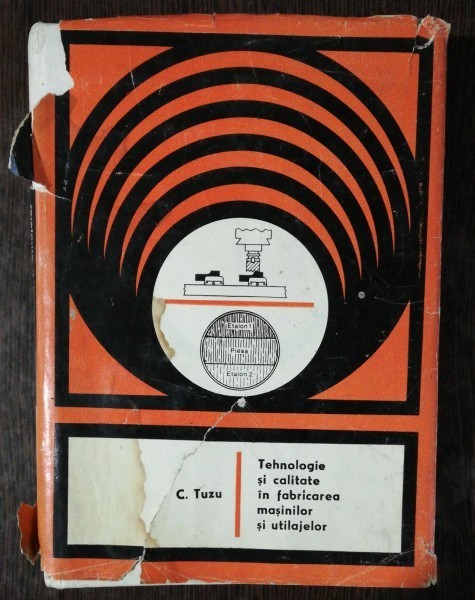 Etalon 1
Piesa
Etalon 2
C. Tuzu
Tehnologie
și calitate
în fabricarea
mașinilor
și utilajelor